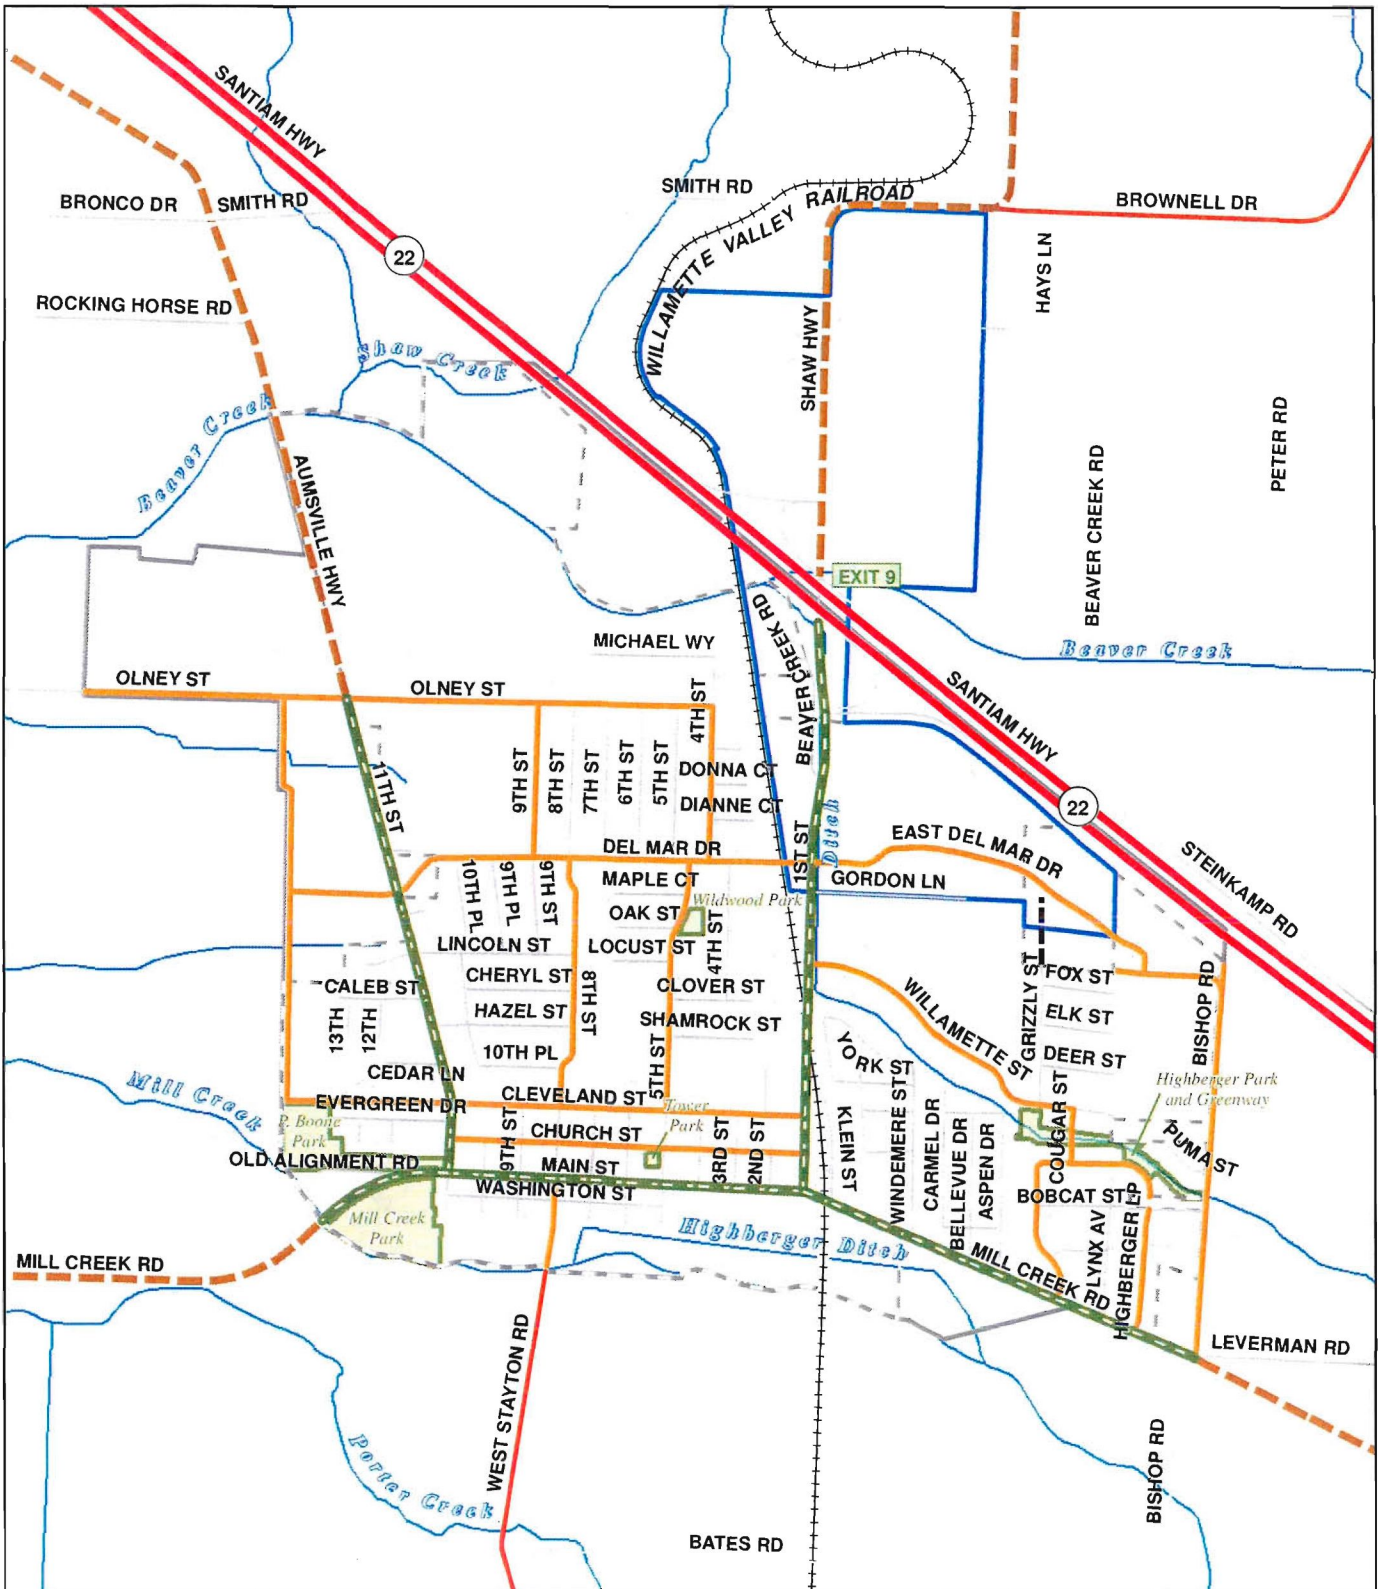 SANTIAM HWY
BRONCO DR
SMITH RD
SMITH RD
WILLAMETTE VALLEY RAILROAD
BROWNELL DR
22
HAYS LN
ROCKING HORSE RD
SHAW HWY
Shaw Creek
Beaver Creek
PETER RD
BEAVER CREEK RD
AUMSVILLE HWY
EXIT 9
MICHAEL WY
BEAVER CREEK RD
Beaver Creek
OLNEY ST
OLNEY ST
4TH ST
SANTIAM HWY
11TH ST
9TH ST
8TH ST
7TH ST
6TH ST
5TH ST
DONNA CT
DIANNE CT
22
Ditch
EAST DEL MAR DR
STEINKAMP RD
DEL MAR DR
1ST ST
10TH PL
9TH PL
9TH ST
MAPLE CT
GORDON LN
Wildwood Park
OAK ST
4TH ST
LINCOLN ST
LOCUST ST
CHERYL ST
CALEB ST
8TH ST
CLOVER ST
GRIZZLY ST
FOX ST
BISHOP RD
HAZEL ST
SHAMROCK ST
WILLAMETTE ST
ELK ST
13TH
12TH
10TH PL
5TH ST
YORK ST
DEER ST
CEDAR LN
Mill Creek
CLEVELAND ST
EVERGREEN DR
Highberger Park
and Greenway
P. Boone
Park
Tower
Park
9TH ST
CHURCH ST
3RD ST
2ND ST
KLEIN ST
WINDEMERE ST
CARMEL DR
BELLEVUE DR
ASPEN DR
COUGAR ST
PUMA ST
OLD ALIGNMENT RD
MAIN ST
WASHINGTON ST
BOBCAT ST
Mill Creek
Park
Highberger Ditch
LYNX AV
HIGHBERGER LP
MILL CREEK RD
MILL CREEK RD
LEVERMAN RD
WEST STAYTON RD
Porter Creek
BISHOP RD
BATES RD